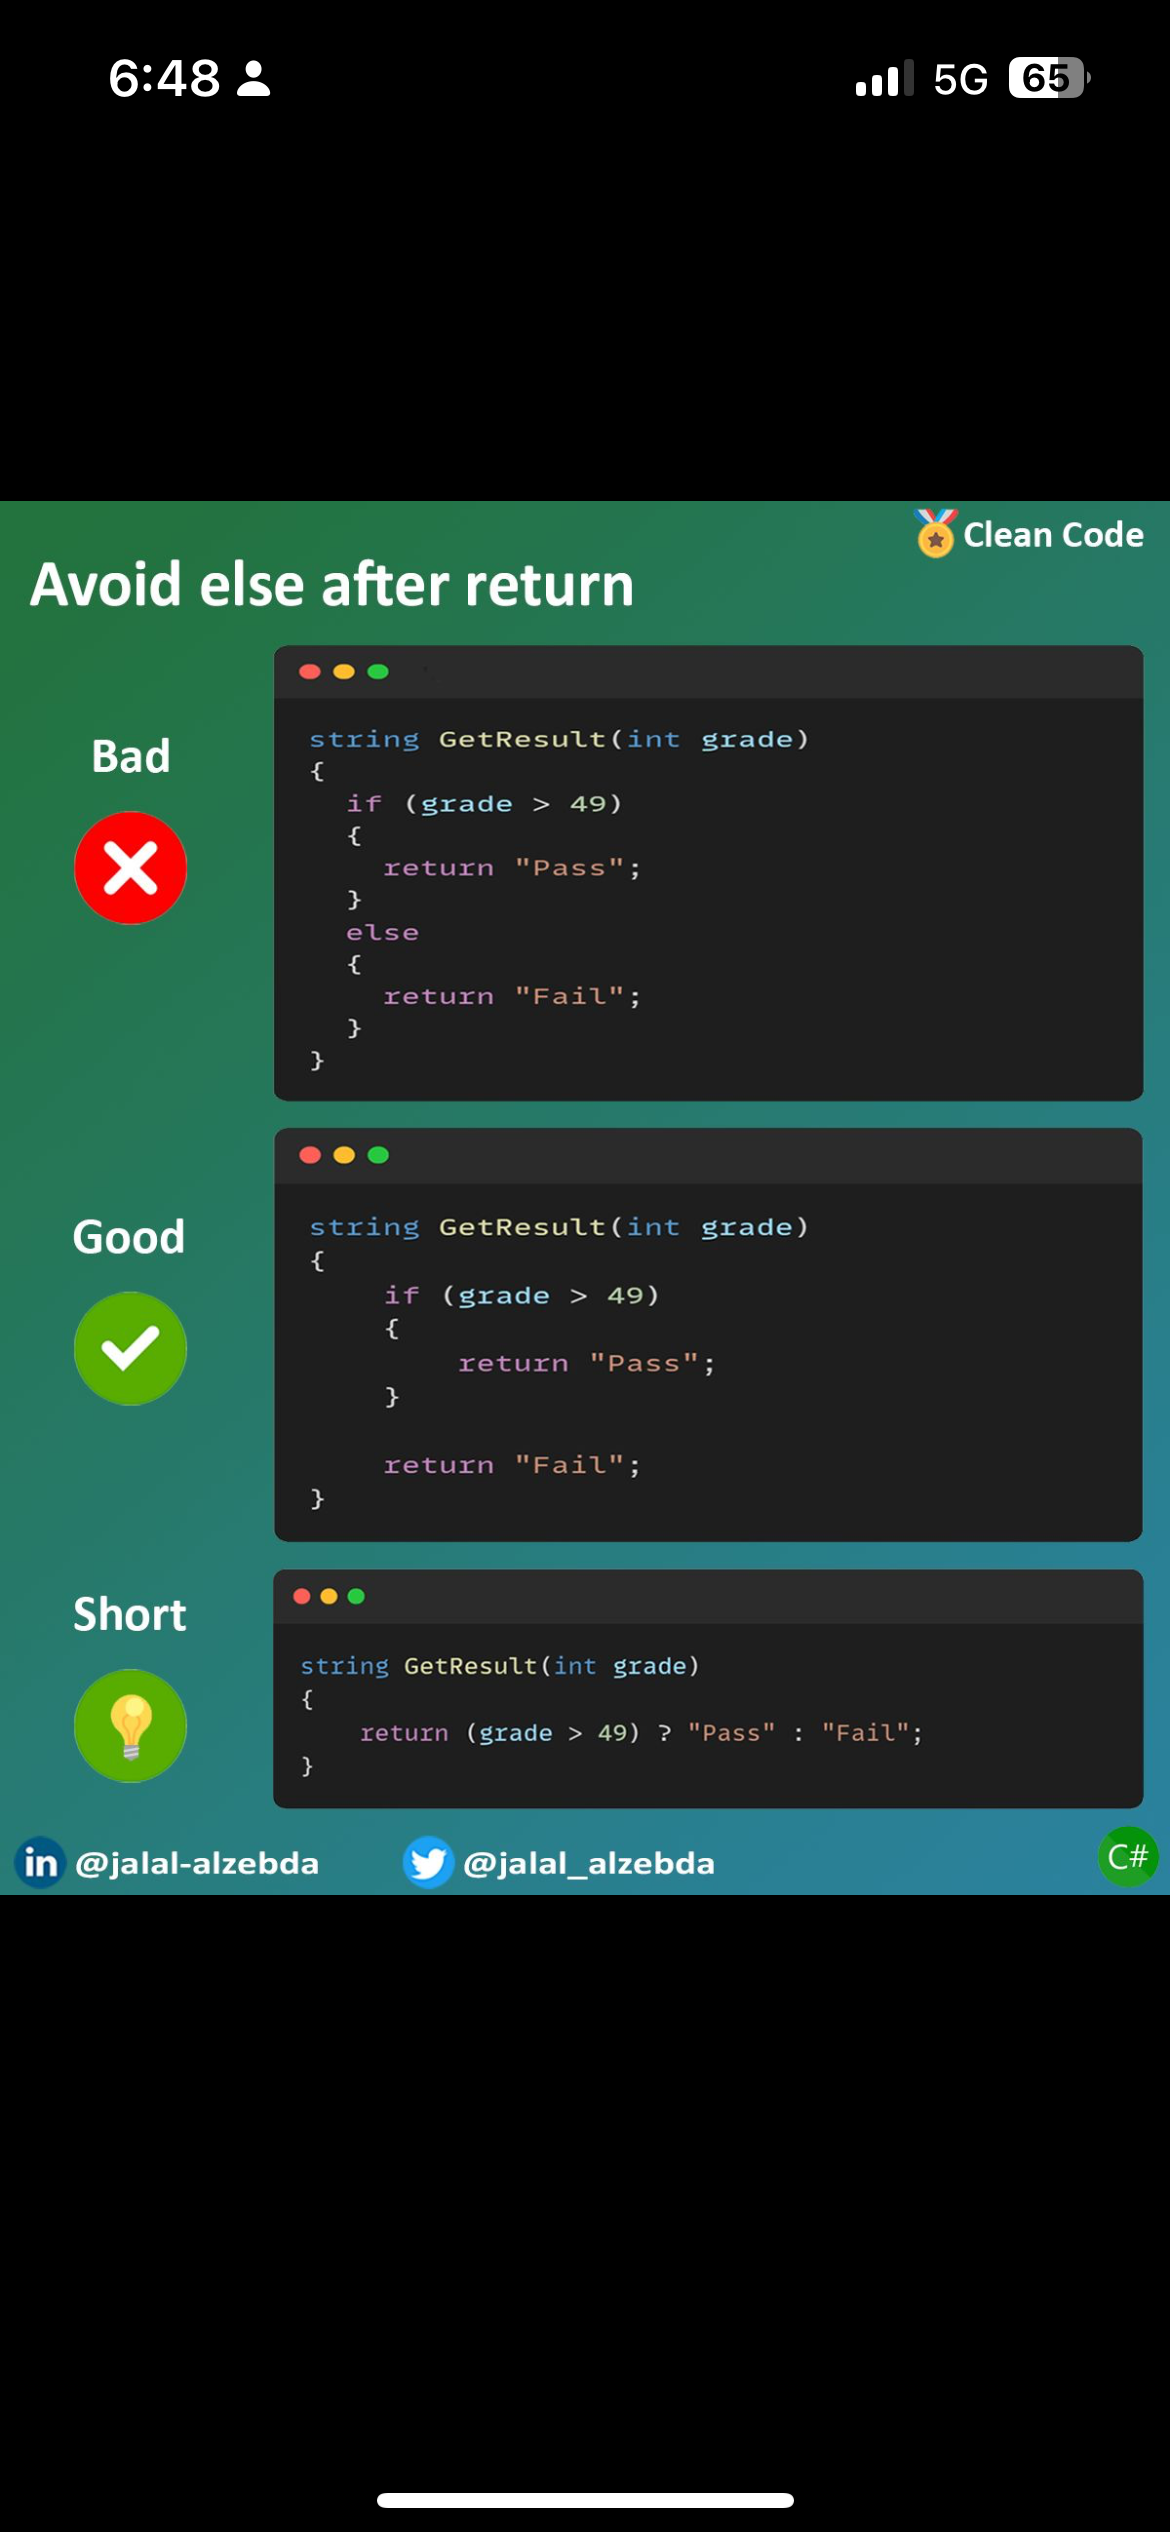 6:48 5G 65
Clean Code
Avoid else after return
Bad
string GetResult(int grade)
{
if (grade > 49)
{
return "Pass";
}
else
{
return "Fail";
}
}
Good
string GetResult(int grade)
{
if (grade > 49)
{
return "Pass";
}
return "Fail";
}
Short
string GetResult(int grade)
{
return (grade > 49) ? "Pass" : "Fail";
}
in @jalal-alzebda @jalal_alzebda C#